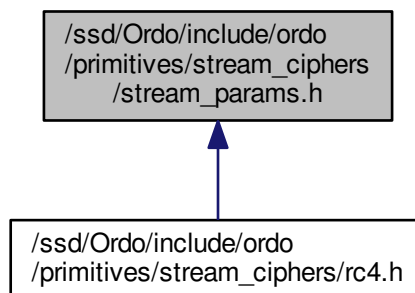 /ssd/Ordo/include/ordo
/primitives/stream_ciphers
/stream_params.h
/ssd/Ordo/include/ordo
/primitives/stream_ciphers/rc4.h